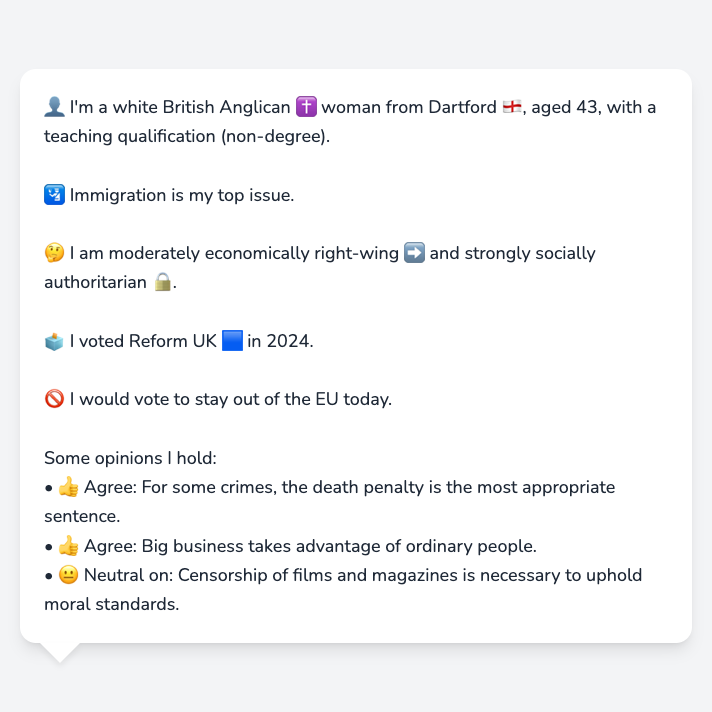 👤 I'm a white British Anglican ✝️ woman from Dartford 🏴󠁧󠁢󠁥󠁮󠁧󠁿, aged 43, with a
teaching qualification (non-degree).
🛂 Immigration is my top issue.
🤔 I am moderately economically right-wing ➡️ and strongly socially
authoritarian 🔒.
🗳️ I voted Reform UK 🟦 in 2024.
🚫 I would vote to stay out of the EU today.
Some opinions I hold:
• 👍 Agree: For some crimes, the death penalty is the most appropriate
sentence.
• 👍 Agree: Big business takes advantage of ordinary people.
• 😐 Neutral on: Censorship of films and magazines is necessary to uphold
moral standards.